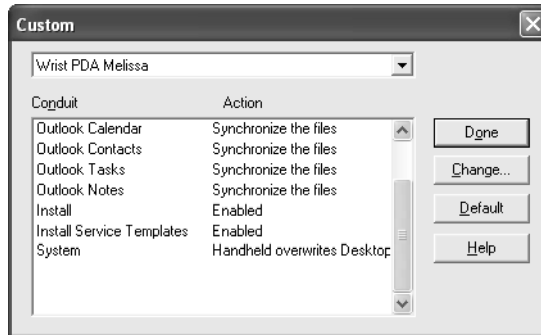 Custom
Wrist PDA Melissa
Conduit Action
Outlook Calendar Synchronize the files
Outlook Contacts Synchronize the files
Outlook Tasks Synchronize the files
Outlook Notes Synchronize the files
Install Enabled
Install Service Templates Enabled
System Handheld overwrites Desktop
Done
Change...
Default
Help